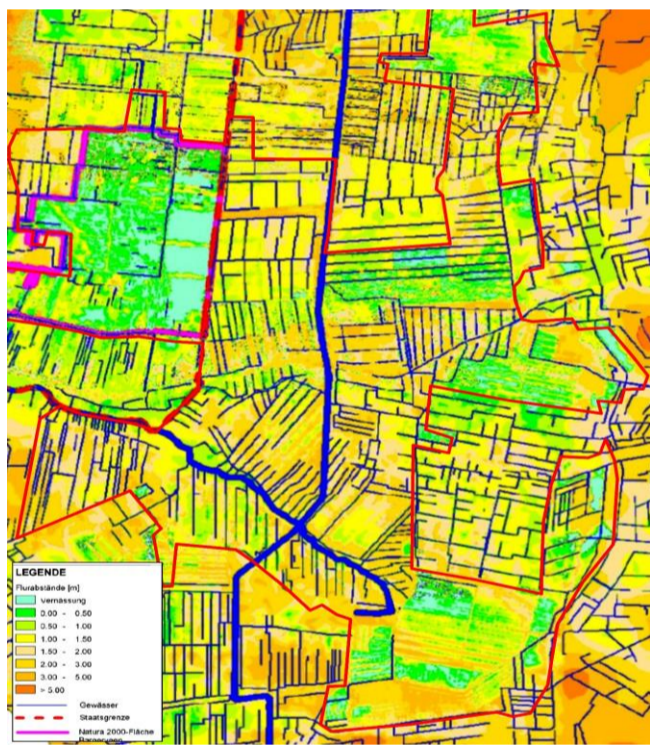 LEGENDE
Flurabstände [m]
Vernässung
0.00 - 0.50
0.50 - 1.00
1.00 - 1.50
1.50 - 2.00
2.00 - 3.00
3.00 - 5.00
> 5.00
Gewässer
Staatsgrenze
Natura 2000-Fläche